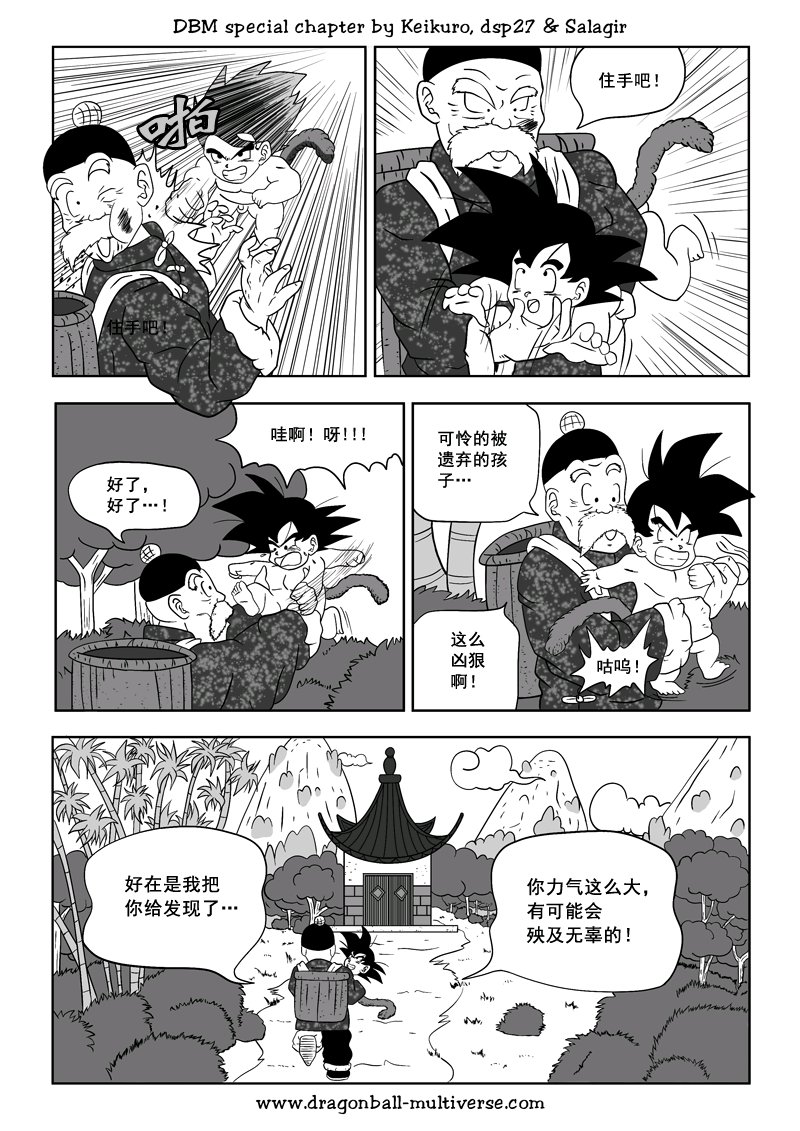 DBM special chapter by Keikuro, dsp27 & Salagir
啪
住手吧！
住手吧！
哇啊！呀！！！
好了，
好了…！
可怜的被
遗弃的孩
子…
这么
凶狠
啊！
咕呜！
好在是我把
你给发现了…
你力气这么大，
有可能会
殃及无辜的！
www.dragonball-multiverse.com